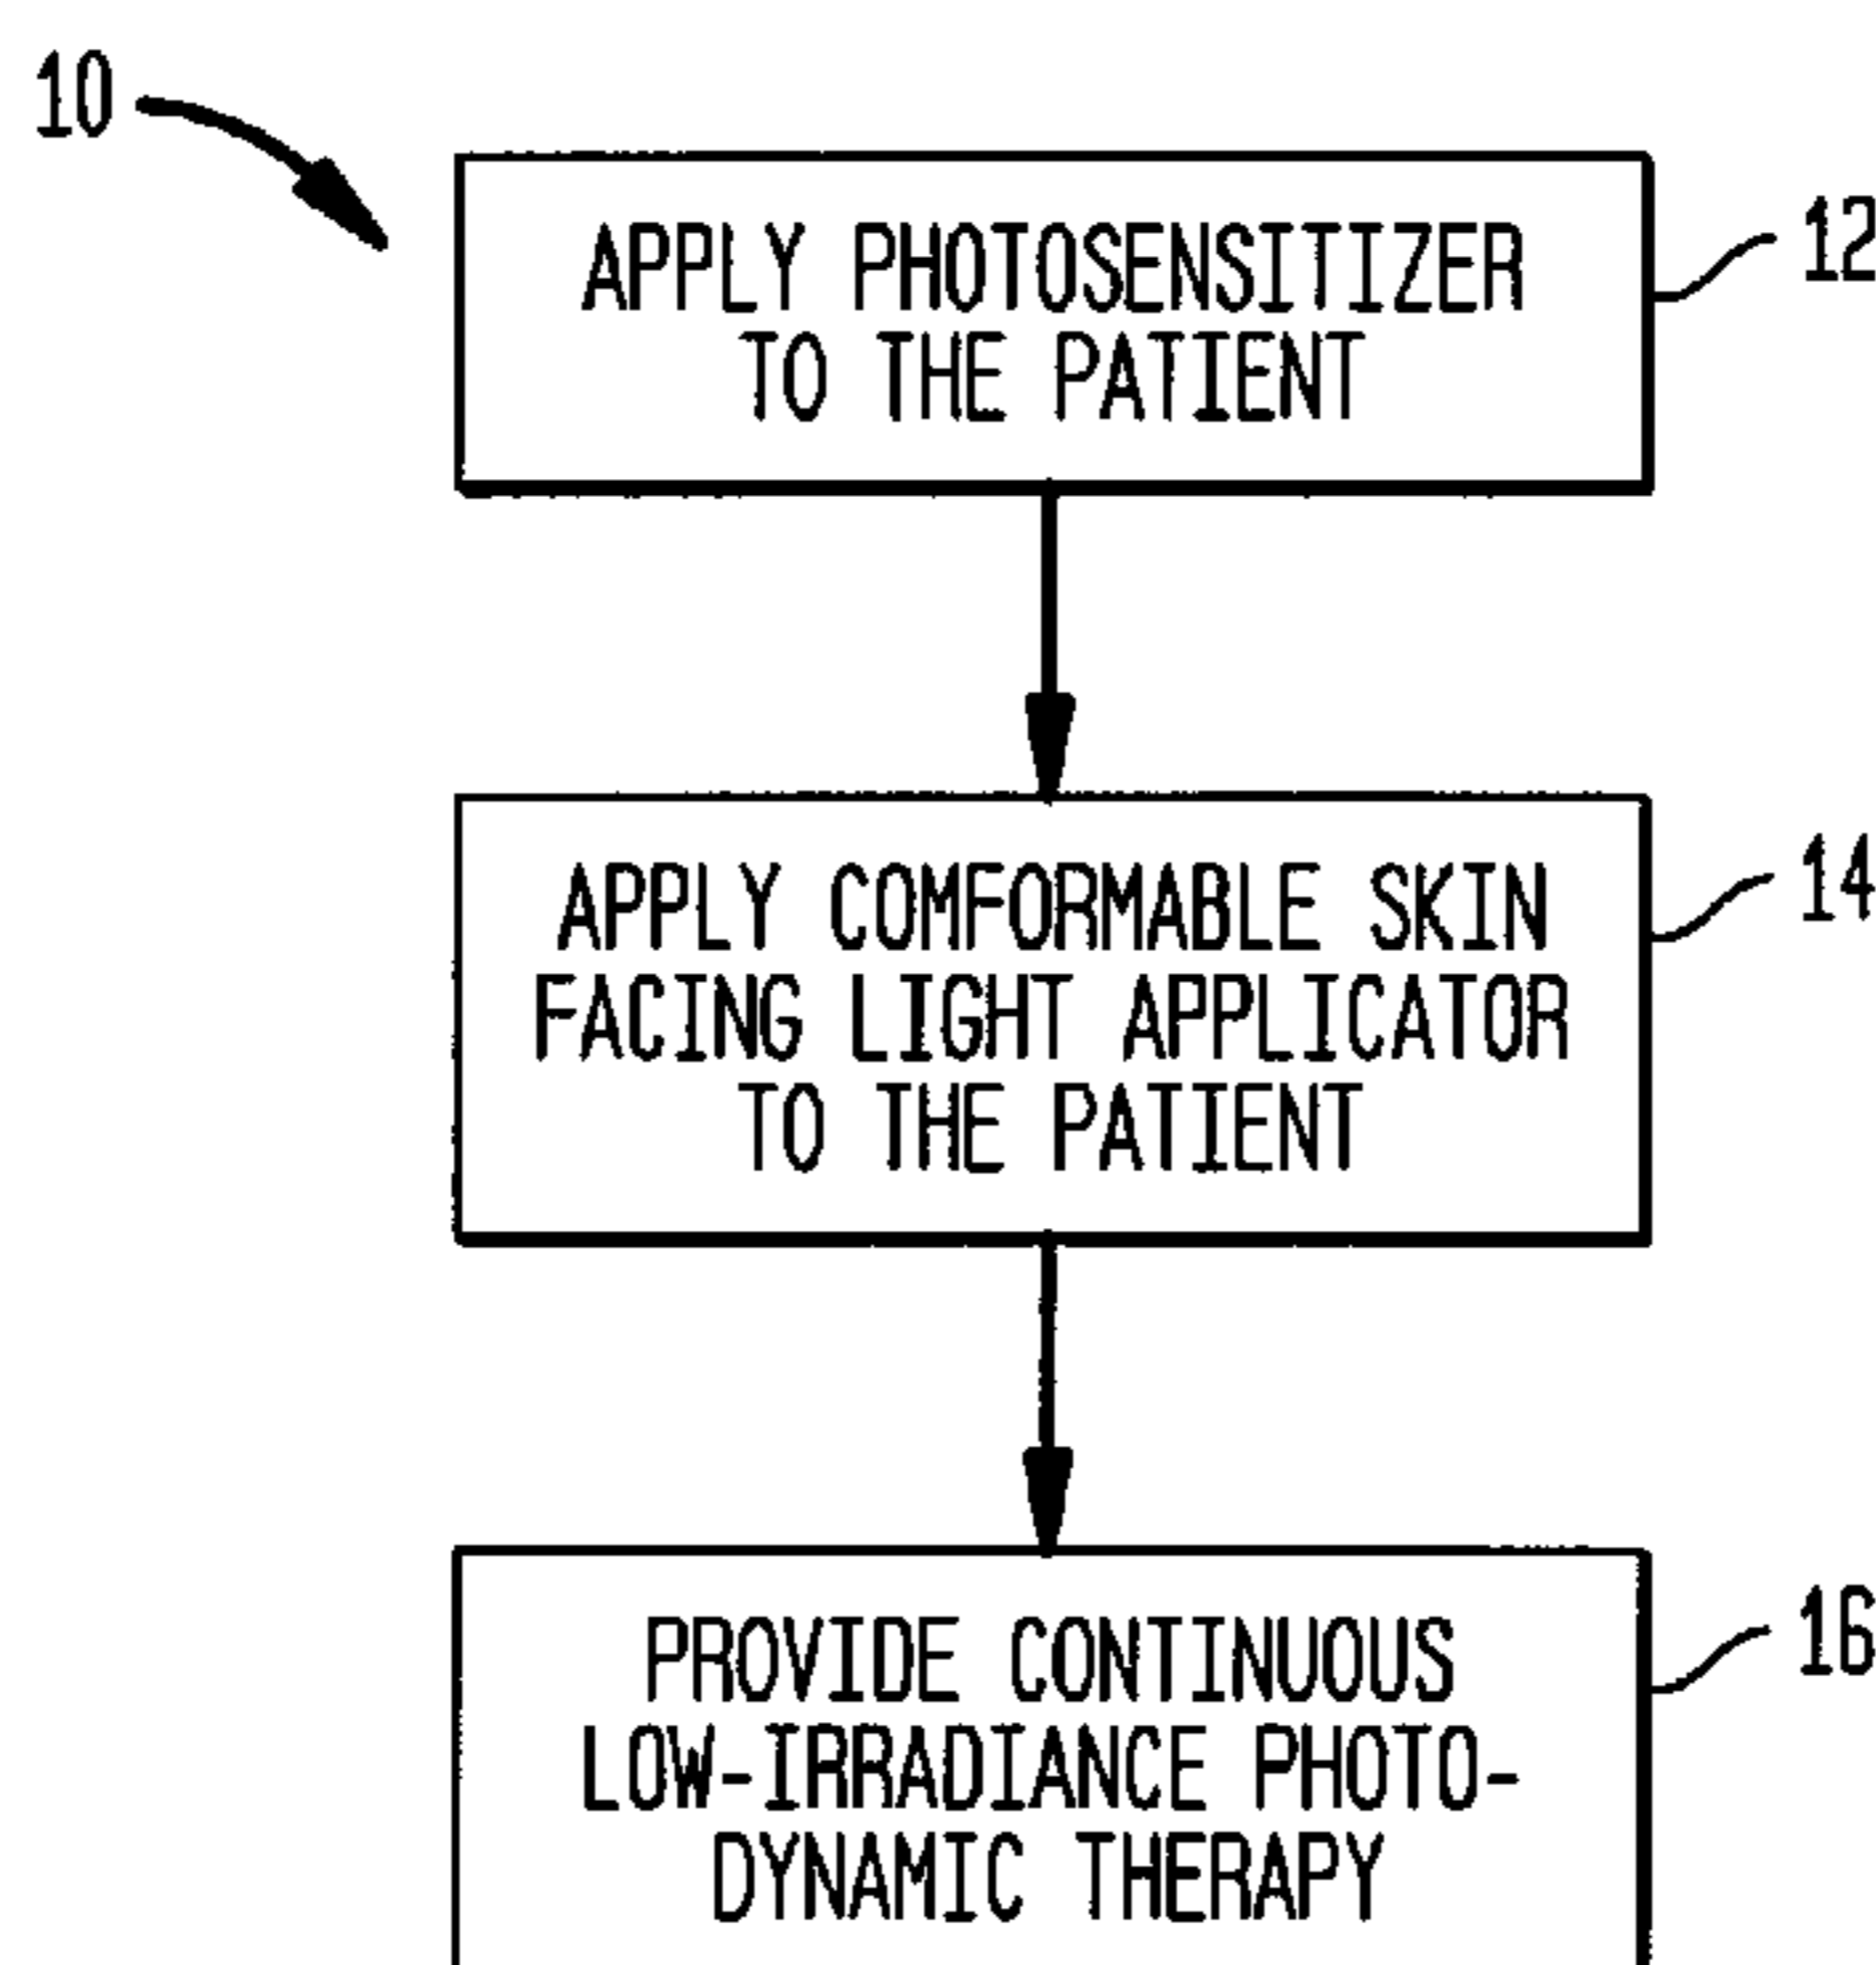 10
APPLY PHOTOSENSITIZER
TO THE PATIENT
12
APPLY COMFORMABLE SKIN
FACING LIGHT APPLICATOR
TO THE PATIENT
14
PROVIDE CONTINUOUS
LOW-IRRADIANCE PHOTO-
DYNAMIC THERAPY
16